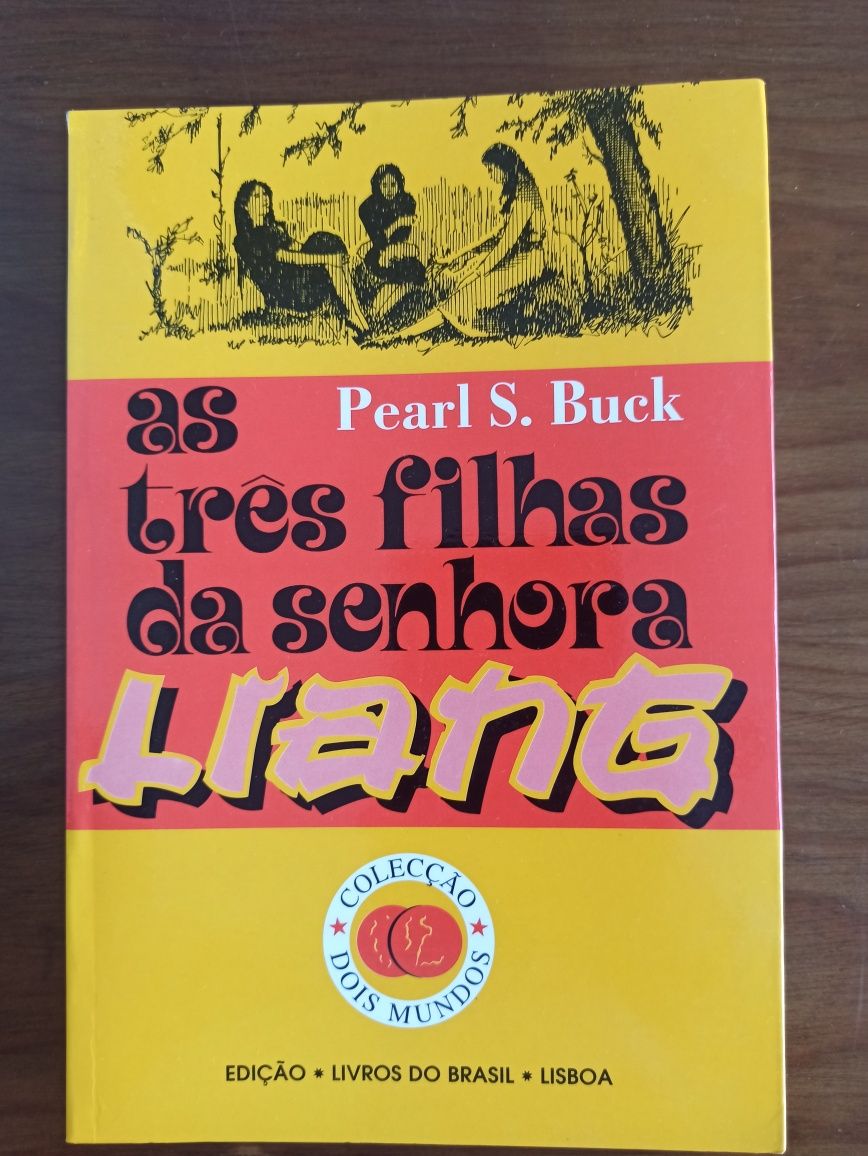 Pearl S. Buck
as
três filhas
da senhora
LIANG
COLECÇÃO
DOIS MUNDOS
EDIÇÃO * LIVROS DO BRASIL * LISBOA